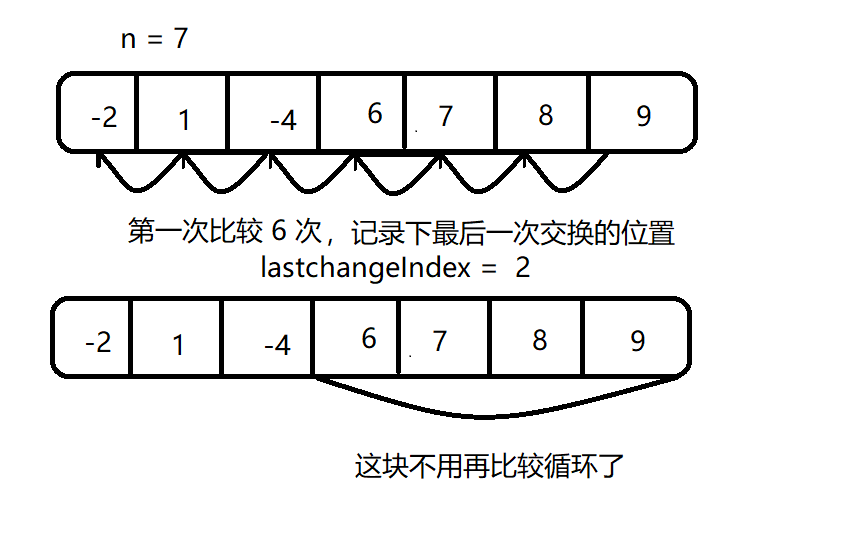 n = 7
-2 1 -4 6 7 8 9
第一次比较 6 次，记录下最后一次交换的位置
lastchangeIndex = 2
-2 1 -4 6 7 8 9
这块不用再比较循环了